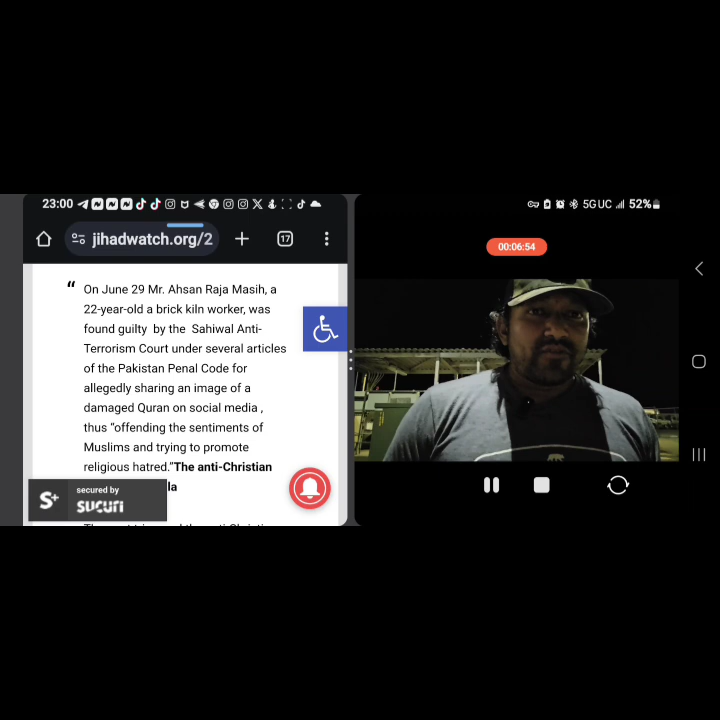 23:00
5GUC
52%
jihadwatch.org/2
17
00:06:54
“ On June 29 Mr. Ahsan Raja Masih, a
22-year-old a brick kiln worker, was
found guilty by the Sahiwal Anti-
Terrorism Court under several articles
of the Pakistan Penal Code for
allegedly sharing an image of a
damaged Quran on social media ,
thus “offending the sentiments of
Muslims and trying to promote
religious hatred.”The anti-Christian
la
S+
secured by
sucuri